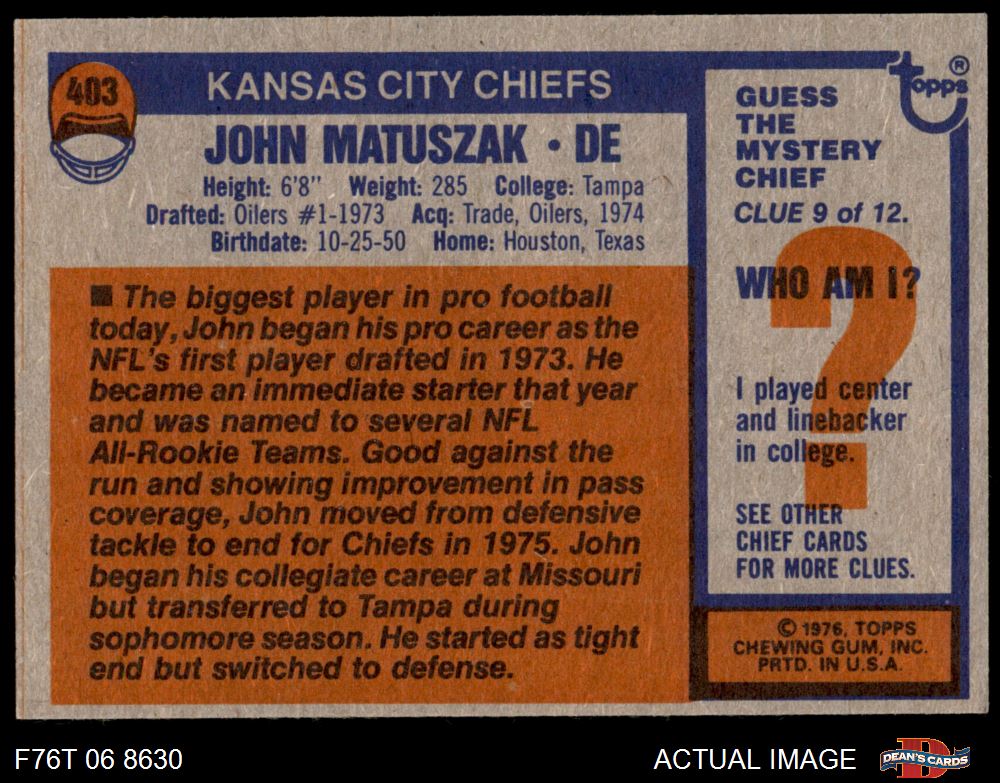 403
KANSAS CITY CHIEFS
JOHN MATUSZAK • DE
Height: 6'8" Weight: 285 College: Tampa
Drafted: Oilers #1-1973 Acq: Trade, Oilers, 1974
Birthdate: 10-25-50 Home: Houston, Texas
■ The biggest player in pro football
today, John began his pro career as the
NFL's first player drafted in 1973. He
became an immediate starter that year
and was named to several NFL
All-Rookie Teams. Good against the
run and showing improvement in pass
coverage, John moved from defensive
tackle to end for Chiefs in 1975. John
began his collegiate career at Missouri
but transferred to Tampa during
sophomore season. He started as tight
end but switched to defense.
topps®
GUESS
THE
MYSTERY
CHIEF
CLUE 9 of 12.
?
WHO AM I?
I played center
and linebacker
in college.
SEE OTHER
CHIEF CARDS
FOR MORE CLUES.
© 1976, TOPPS
CHEWING GUM, INC.
PRTD. IN U.S.A.
F76T 06 8630
ACTUAL IMAGE
D
DEAN'S CARDS